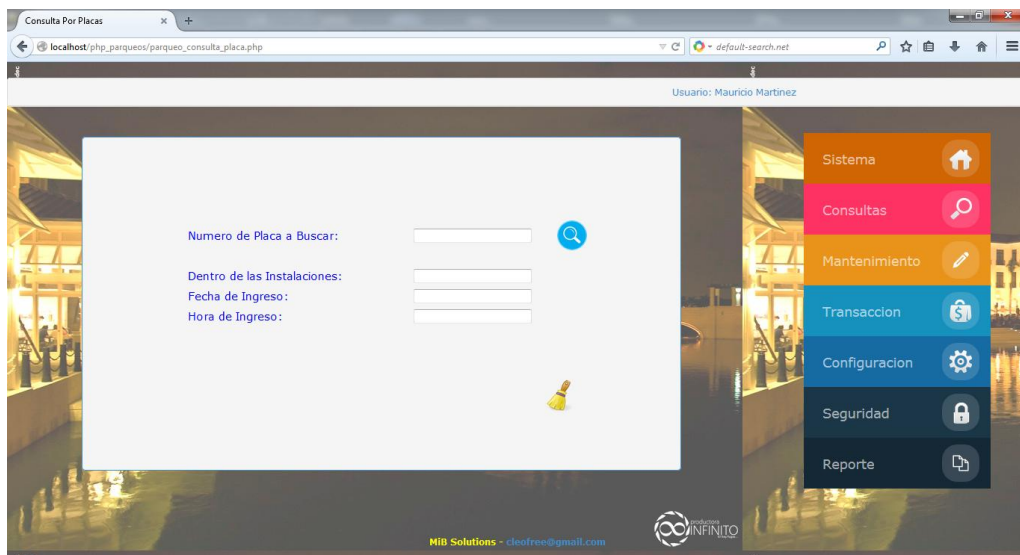 Consulta Por Placas
localhost/php_parqueos/parqueo_consulta_placa.php
default-search.net
Usuario: Mauricio Martinez
Sistema
Consultas
Numero de Placa a Buscar:
Mantenimiento
Dentro de las Instalaciones:
Fecha de Ingreso:
Hora de Ingreso:
Transaccion
Configuracion
Seguridad
Reporte
productora
INFINITO
MiB Solutions - cleofree@gmail.com